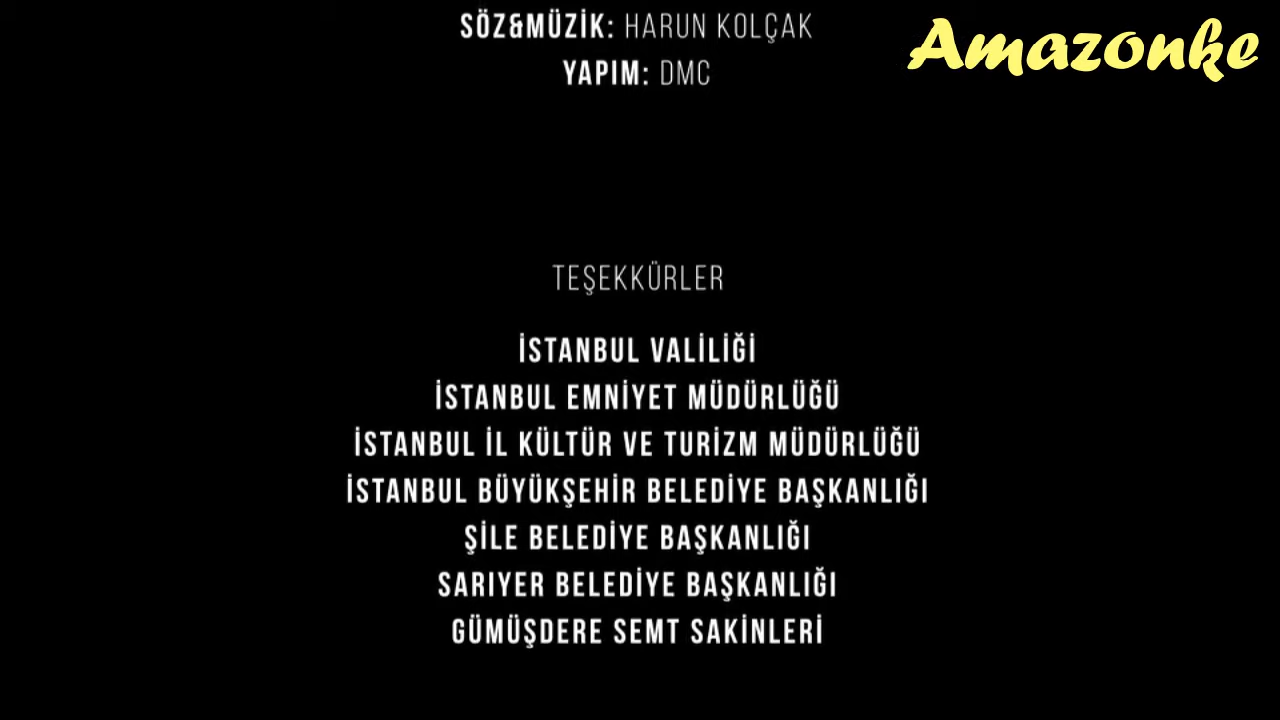 SÖZ&MÜZİK: HARUN KOLÇAK
YAPIM: DMC
Amazonke
TEŞEKKÜRLER
İSTANBUL VALİLİĞİ
İSTANBUL EMNİYET MÜDÜRLÜĞÜ
İSTANBUL İL KÜLTÜR VE TURİZM MÜDÜRLÜĞÜ
İSTANBUL BÜYÜKŞEHİR BELEDİYE BAŞKANLIĞI
ŞİLE BELEDİYE BAŞKANLIĞI
SARIYER BELEDİYE BAŞKANLIĞI
GÜMÜŞDERE SEMT SAKİNLERİ